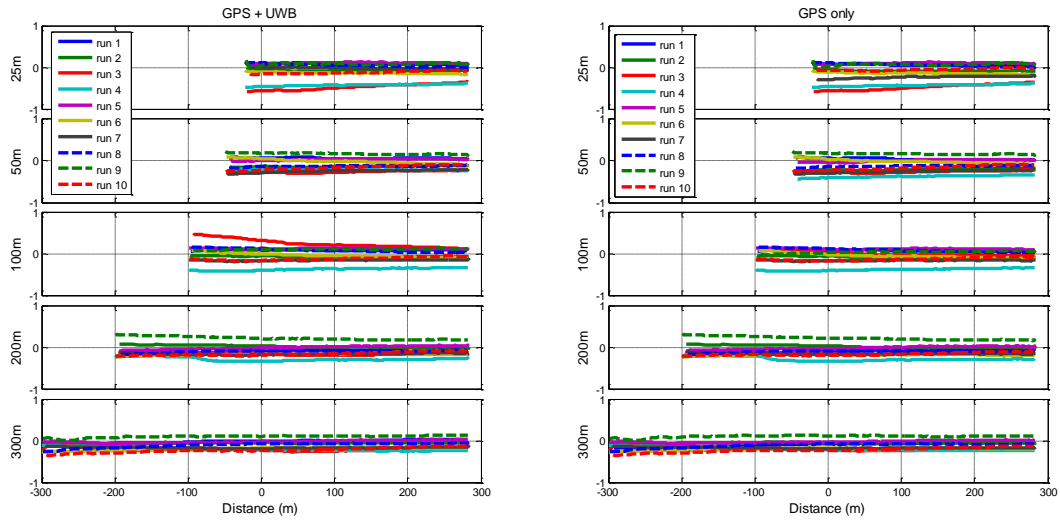 GPS + UWB
1
0
-1
25m
run 1
run 2
run 3
run 4
run 5
run 6
run 7
run 8
run 9
run 10
1
0
-1
50m
1
0
-1
100m
1
0
-1
200m
1
0
-1
300m
-300 -200 -100 0 100 200 300
Distance (m)
GPS only
1
0
-1
25m
run 1
run 2
run 3
run 4
run 5
run 6
run 7
run 8
run 9
run 10
1
0
-1
50m
1
0
-1
100m
1
0
-1
200m
1
0
-1
300m
-300 -200 -100 0 100 200 300
Distance (m)